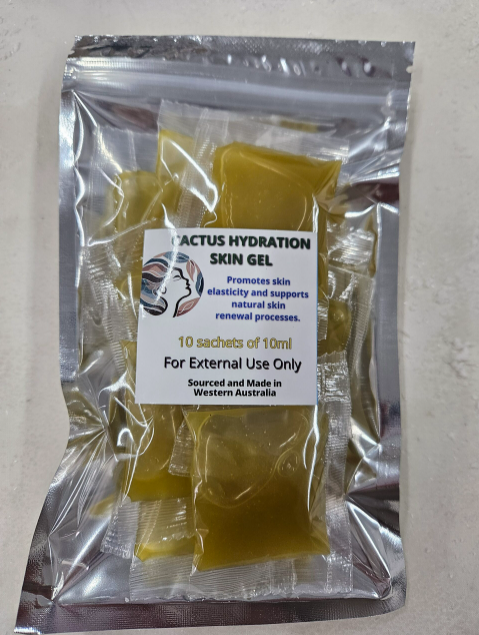 CACTUS HYDRATION
SKIN GEL
Promotes skin
elasticity and supports
natural skin
renewal processes.
10 sachets of 10ml
For External Use Only
Sourced and Made in
Western Australia